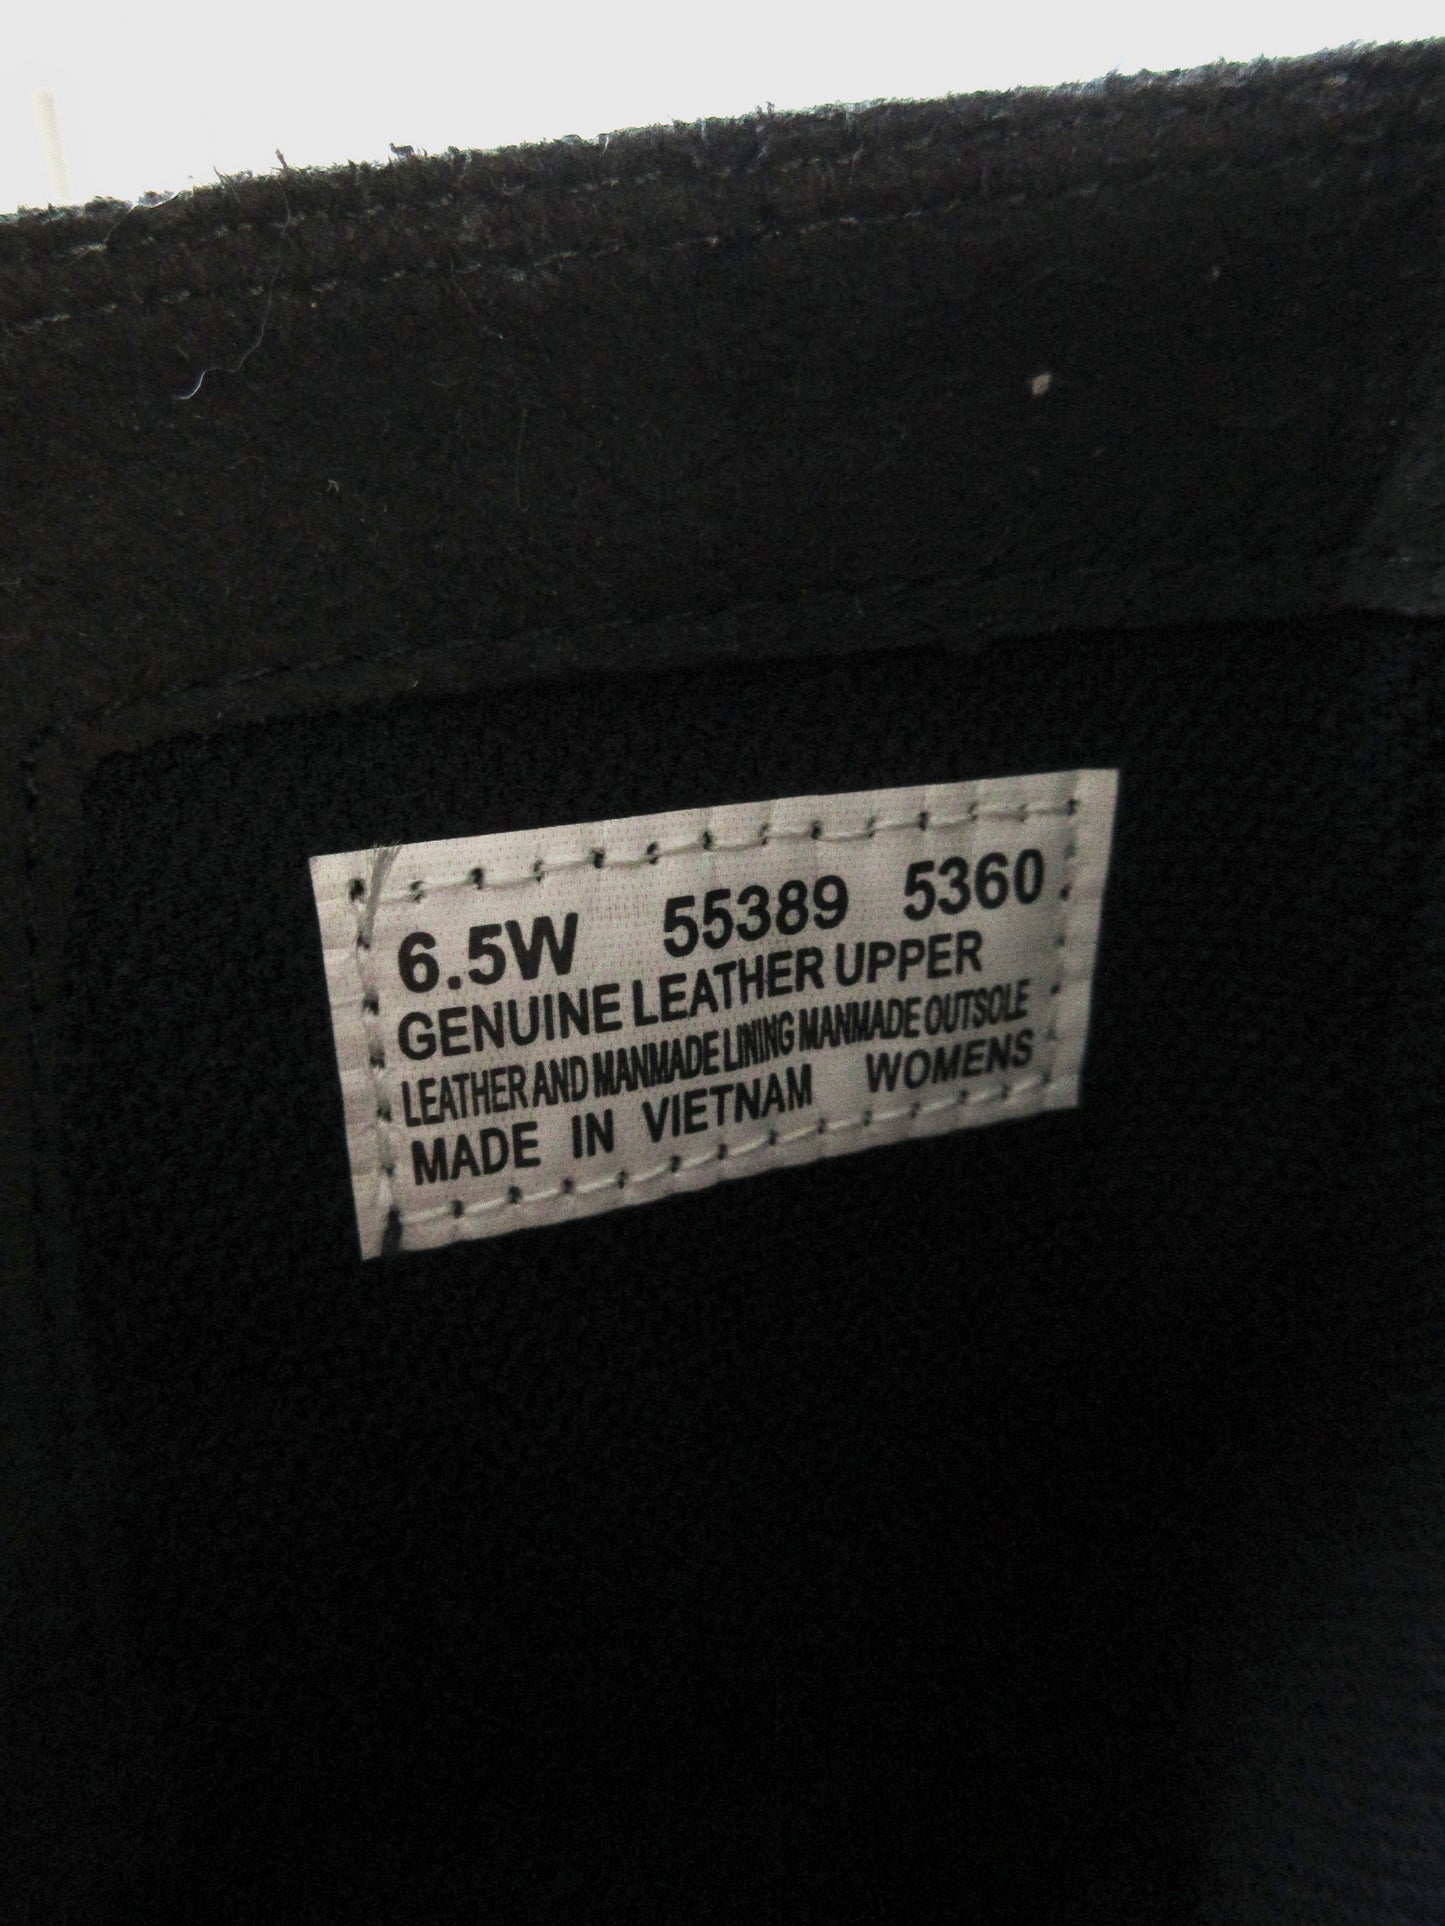 6.5W 55389 5360
GENUINE LEATHER UPPER
LEATHER AND MANMADE LINING MANMADE OUTSOLE
MADE IN VIETNAM WOMENS